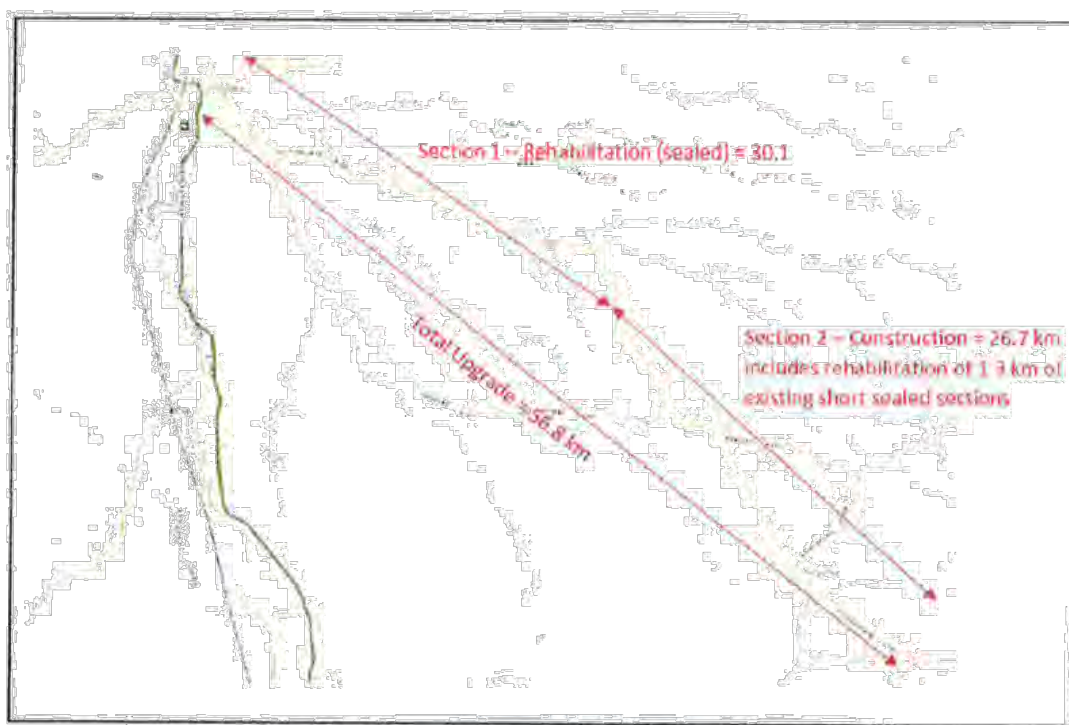 Section 1 – Rehabilitation (sealed) = 30.1
Total Upgrade = 56.8 km
Section 2 – Construction = 26.7 km
includes rehabilitation of 1.3 km of
existing short sealed sections